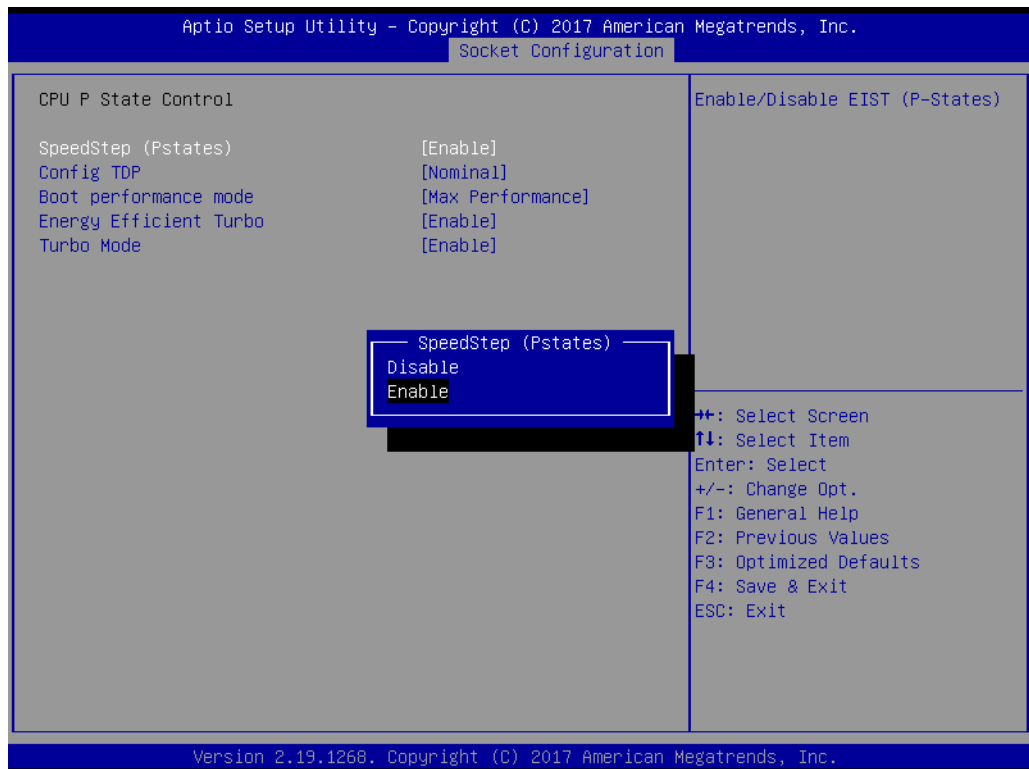 Aptio Setup Utility – Copyright (C) 2017 American Megatrends, Inc.
Socket Configuration
CPU P State Control
SpeedStep (Pstates) [Enable]
Config TDP [Nominal]
Boot performance mode [Max Performance]
Energy Efficient Turbo [Enable]
Turbo Mode [Enable]
Enable/Disable EIST (P-States)
SpeedStep (Pstates)
Disable
Enable
→←: Select Screen
↑↓: Select Item
Enter: Select
+/-: Change Opt.
F1: General Help
F2: Previous Values
F3: Optimized Defaults
F4: Save & Exit
ESC: Exit
Version 2.19.1268. Copyright (C) 2017 American Megatrends, Inc.